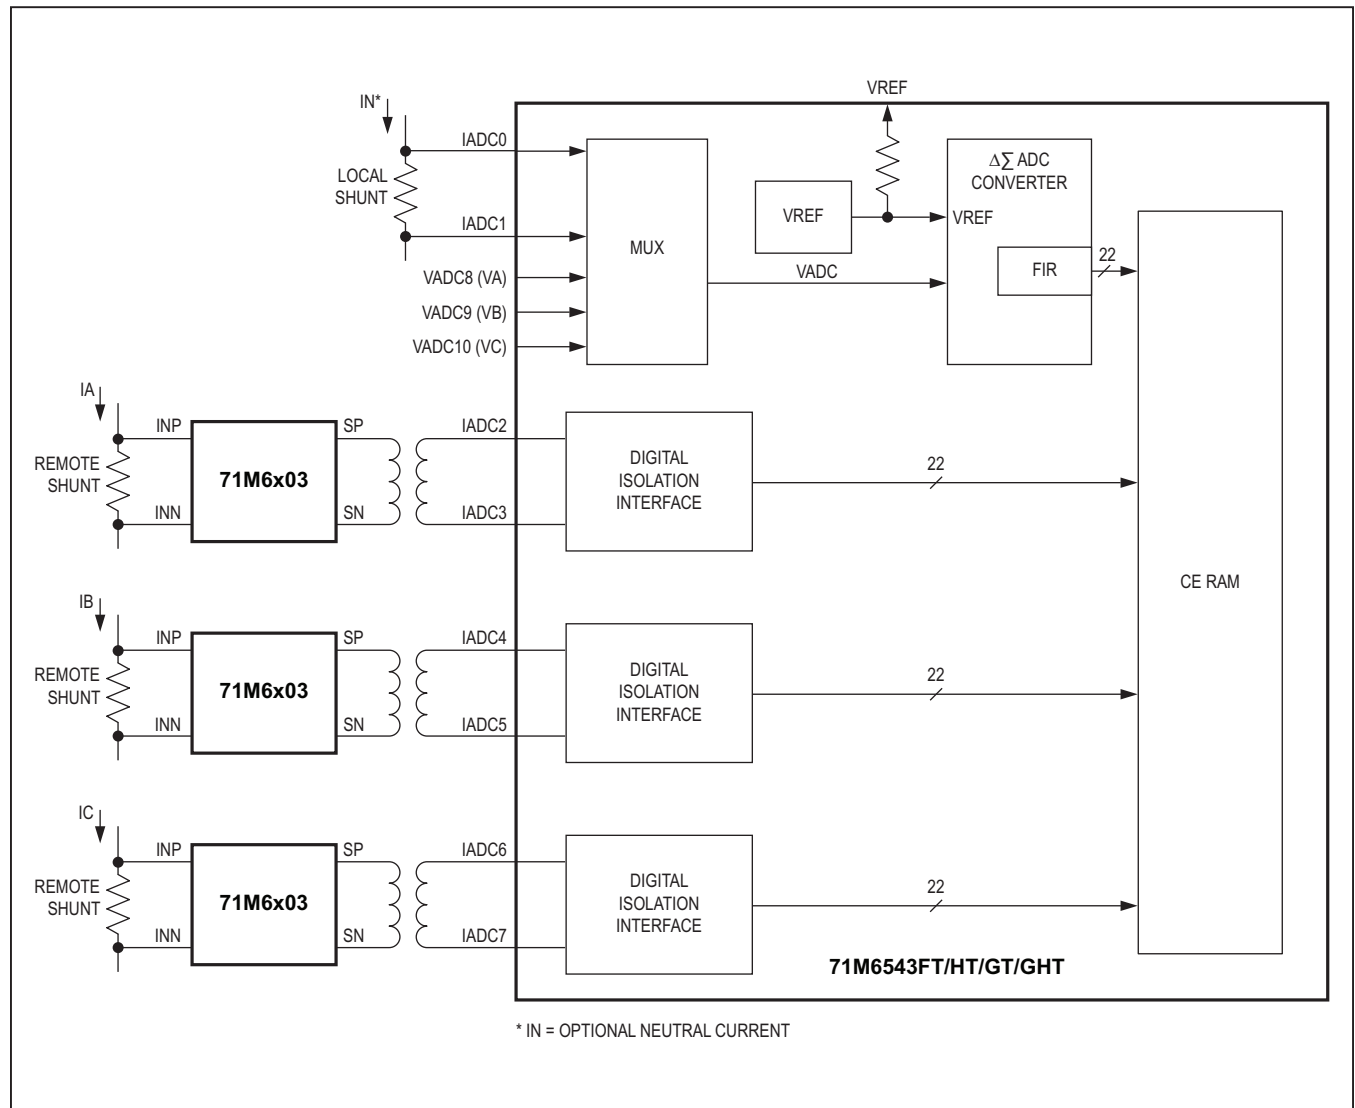 VREF
IN*
IADC0
LOCAL
SHUNT
IADC1
VADC8 (VA)
VADC9 (VB)
VADC10 (VC)
MUX
VREF
VADC
∆∑ ADC
CONVERTER
VREF
FIR
22
IA
INP
SP
IADC2
REMOTE
SHUNT
71M6x03
INN
SN
IADC3
DIGITAL
ISOLATION
INTERFACE
22
CE RAM
IB
INP
SP
IADC4
REMOTE
SHUNT
71M6x03
INN
SN
IADC5
DIGITAL
ISOLATION
INTERFACE
22
IC
INP
SP
IADC6
REMOTE
SHUNT
71M6x03
INN
SN
IADC7
DIGITAL
ISOLATION
INTERFACE
22
71M6543FT/HT/GT/GHT
* IN = OPTIONAL NEUTRAL CURRENT